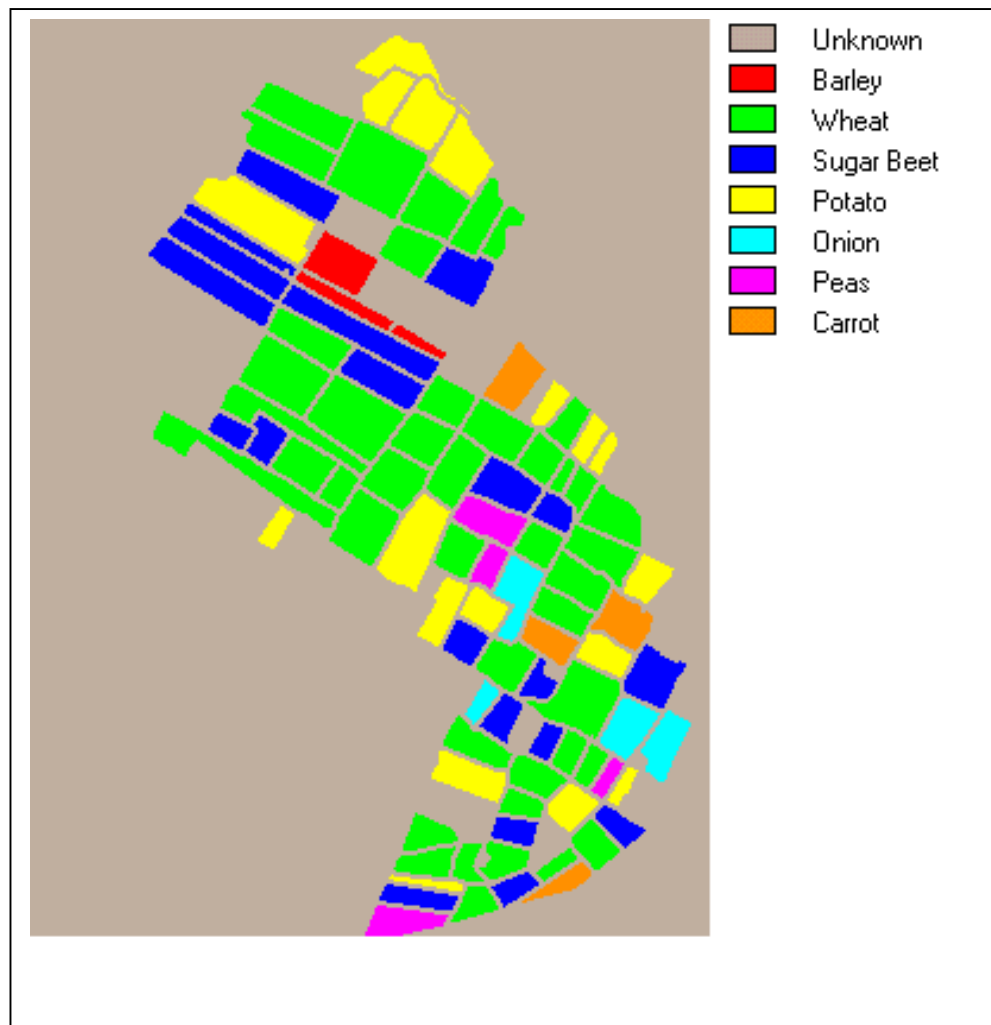 Unknown
Barley
Wheat
Sugar Beet
Potato
Onion
Peas
Carrot